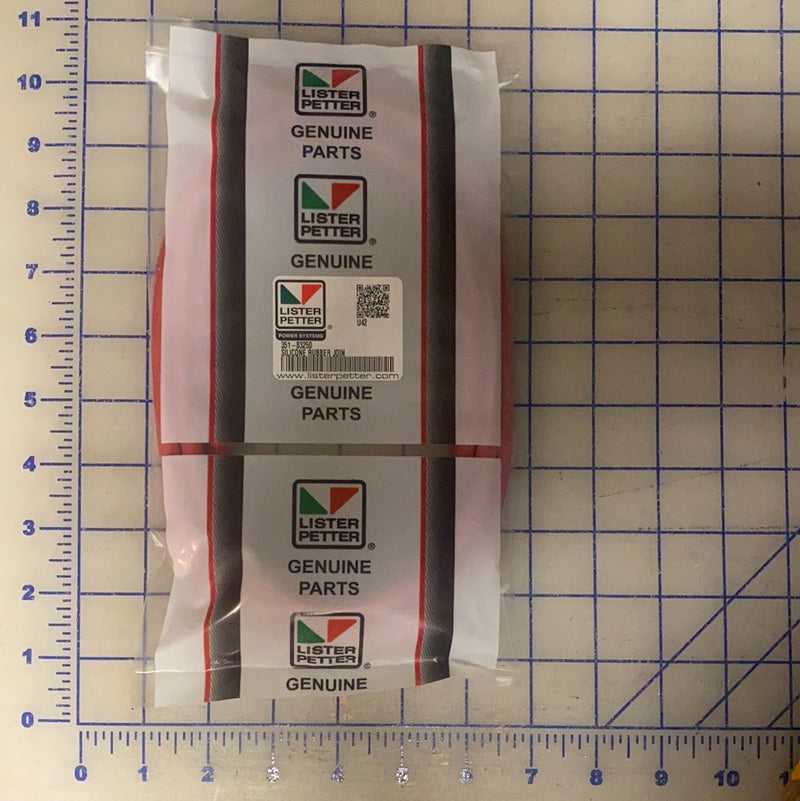 11
10
9
8
7
6
5
4
3
2
1
0
LISTER
PETTER®
GENUINE
PARTS
LISTER
PETTER®
GENUINE
LISTER
PETTER®
POWER SYSTEMS
U42
351-83250
SILICONE RUBBER JOIN
www.listerpetter.com
GENUINE
PARTS
LISTER
PETTER®
GENUINE
PARTS
LISTER
PETTER®
GENUINE
0 1 2 3 4 5 6 7 8 9 10